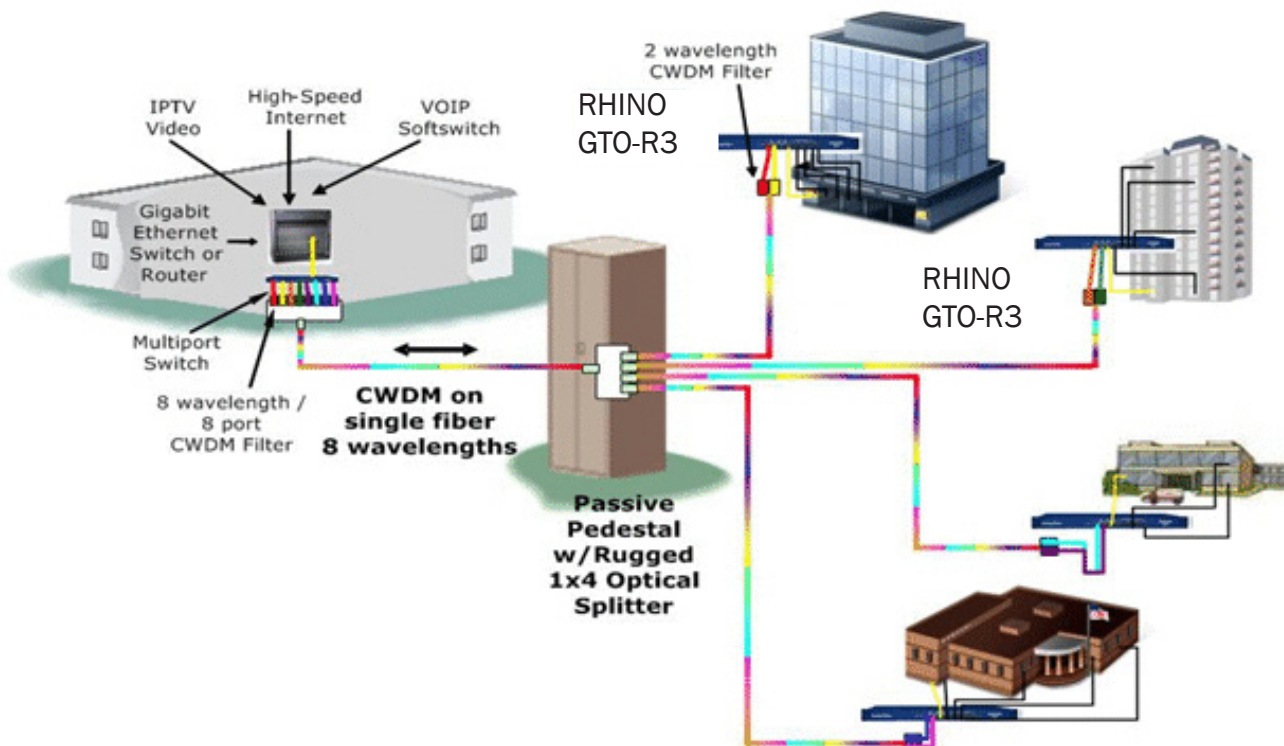 IPTV
Video
High-Speed
Internet
VOIP
Softswitch
Gigabit
Ethernet
Switch or
Router
Multiport
Switch
8 wavelength /
8 port
CWDM Filter
CWDM on
single fiber
8 wavelengths
Passive
Pedestal
w/Rugged
1x4 Optical
Splitter
2 wavelength
CWDM Filter
RHINO
GTO-R3
RHINO
GTO-R3